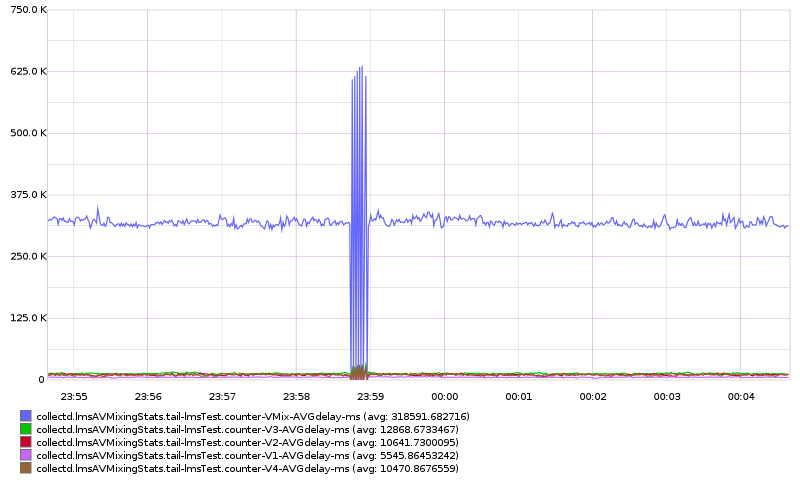 750.0 K
625.0 K
500.0 K
375.0 K
250.0 K
125.0 K
0
23:55 23:56 23:57 23:58 23:59 00:00 00:01 00:02 00:03 00:04
collectd.lmsAVMixingStats.tail-lmsTest.counter-VMix-AVGdelay-ms (avg: 318591.682716)
collectd.lmsAVMixingStats.tail-lmsTest.counter-V3-AVGdelay-ms (avg: 12868.6733467)
collectd.lmsAVMixingStats.tail-lmsTest.counter-V2-AVGdelay-ms (avg: 10641.7300095)
collectd.lmsAVMixingStats.tail-lmsTest.counter-V1-AVGdelay-ms (avg: 5545.86453242)
collectd.lmsAVMixingStats.tail-lmsTest.counter-V4-AVGdelay-ms (avg: 10470.8676559)